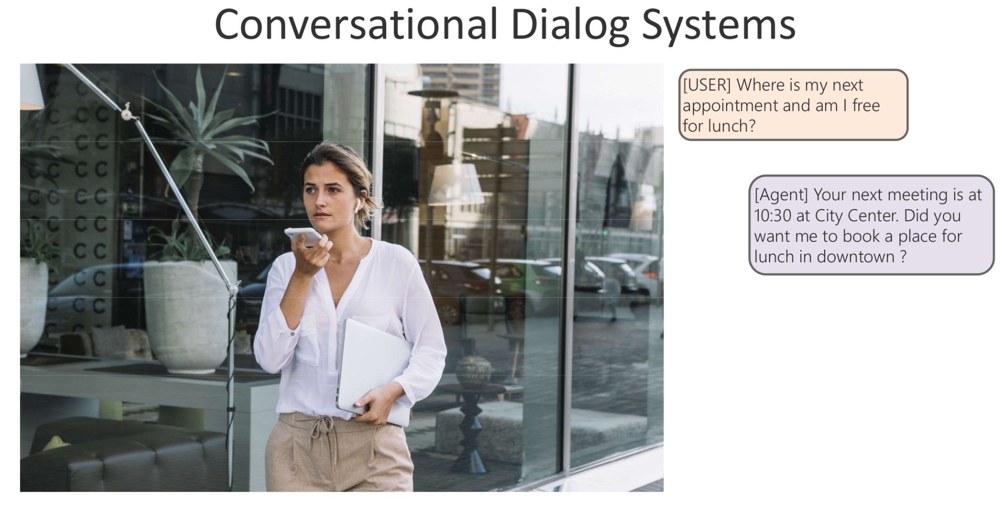 Conversational Dialog Systems
[USER] Where is my next
appointment and am I free
for lunch?
[Agent] Your next meeting is at
10:30 at City Center. Did you
want me to book a place for
lunch in downtown ?
C C
C C C C
C C
C C C C
C C C C
C C C C
C C
C C
C C C